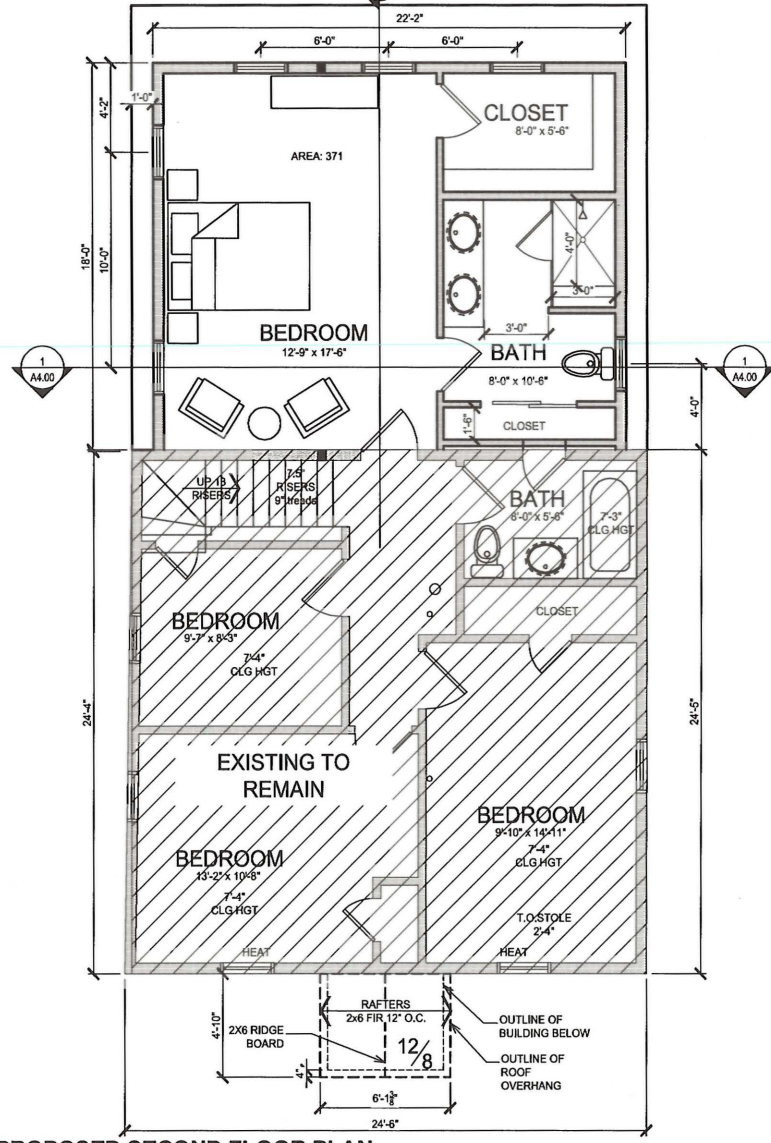 22'-2"
6'-0"
6'-0"
1'-0"
4'-2"
18'-0"
10'-0"
CLOSET
8'-0" x 5'-6"
AREA: 371
4'-0"
3'-0"
3'-0"
BEDROOM
12'-9" x 17'-6"
BATH
8'-0" x 10'-6"
1
A4.00
1
A4.00
4'-0"
1'-6"
CLOSET
UP 13
RISERS
7.5"
RISERS
9" treads
BATH
8'-0" x 5'-6"
7'-3"
CLG HGT
BEDROOM
9'-7" x 8'-3"
7'-4"
CLG HGT
CLOSET
24'-4"
24'-5"
EXISTING TO
REMAIN
BEDROOM
13'-2" x 10'-8"
7'-4"
CLG HGT
BEDROOM
9'-10" x 14'-11"
7'-4"
CLG HGT
T.O.STOLE
2'-4"
HEAT
HEAT
4'-10"
RAFTERS
2x6 FIR 12" O.C.
2X6 RIDGE
BOARD
12/8
4"
OUTLINE OF
BUILDING BELOW
OUTLINE OF
ROOF
OVERHANG
6'-1⅜"
24'-6"
PROPOSED SECOND FLOOR PLAN